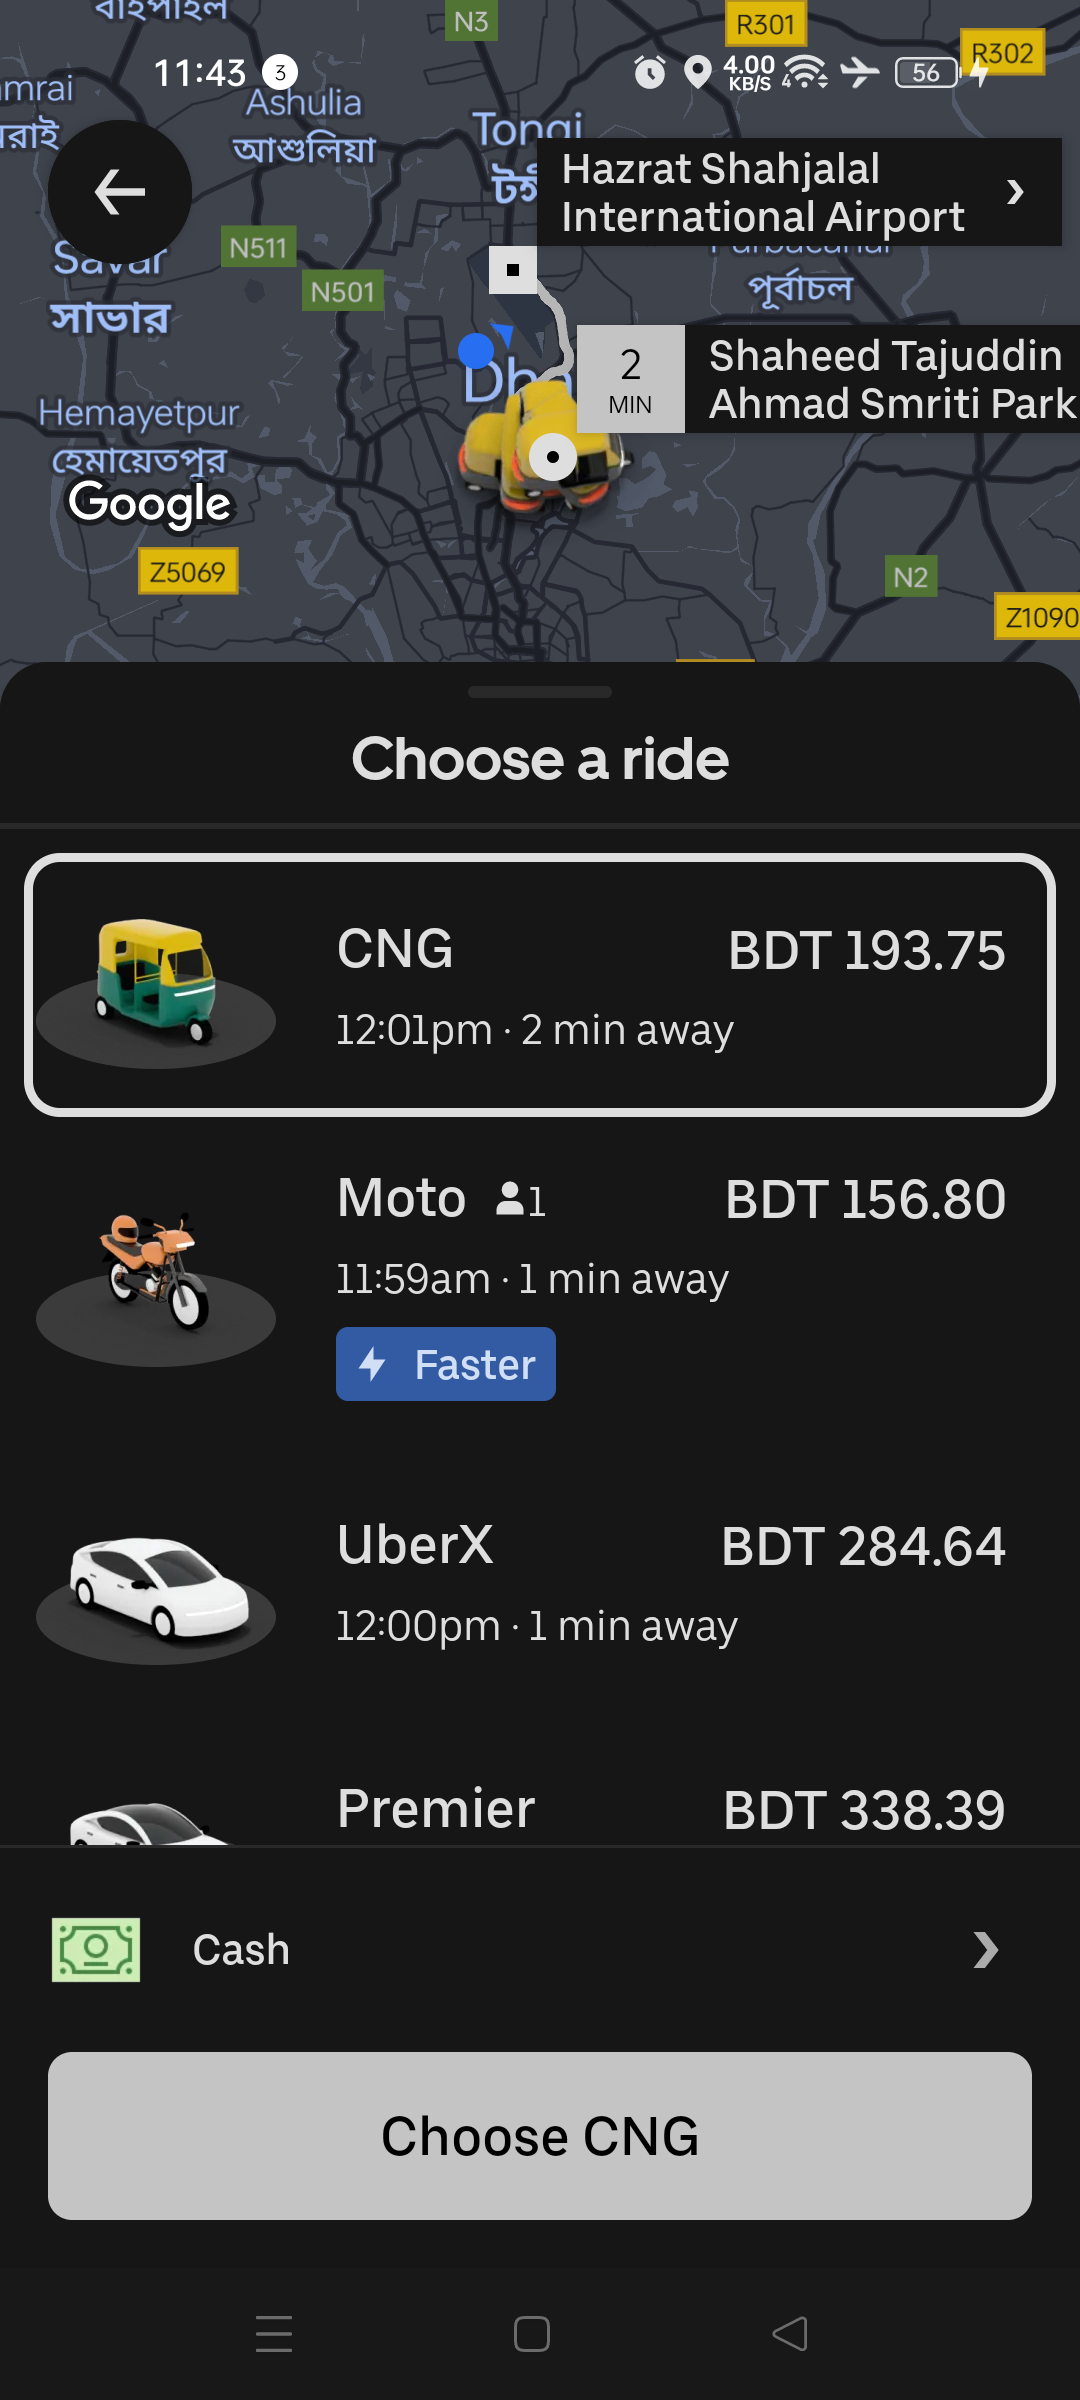 বাইপাইল
N3
R301
11:43
3
4.00
KB/S
4
56
R302
Ashulia
আশুলিয়া
Tongi
Hazrat Shahjalal
International Airport
N511
Savar
সাভার
N501
পূর্বাচল
2
MIN
Shaheed Tajuddin
Ahmad Smriti Park
Hemayetpur
হেমায়েতপুর
Google
Z5069
N2
Z1090
Choose a ride
CNG
BDT 193.75
12:01pm · 2 min away
Moto
1
BDT 156.80
11:59am · 1 min away
Faster
UberX
BDT 284.64
12:00pm · 1 min away
Premier
BDT 338.39
Cash
Choose CNG